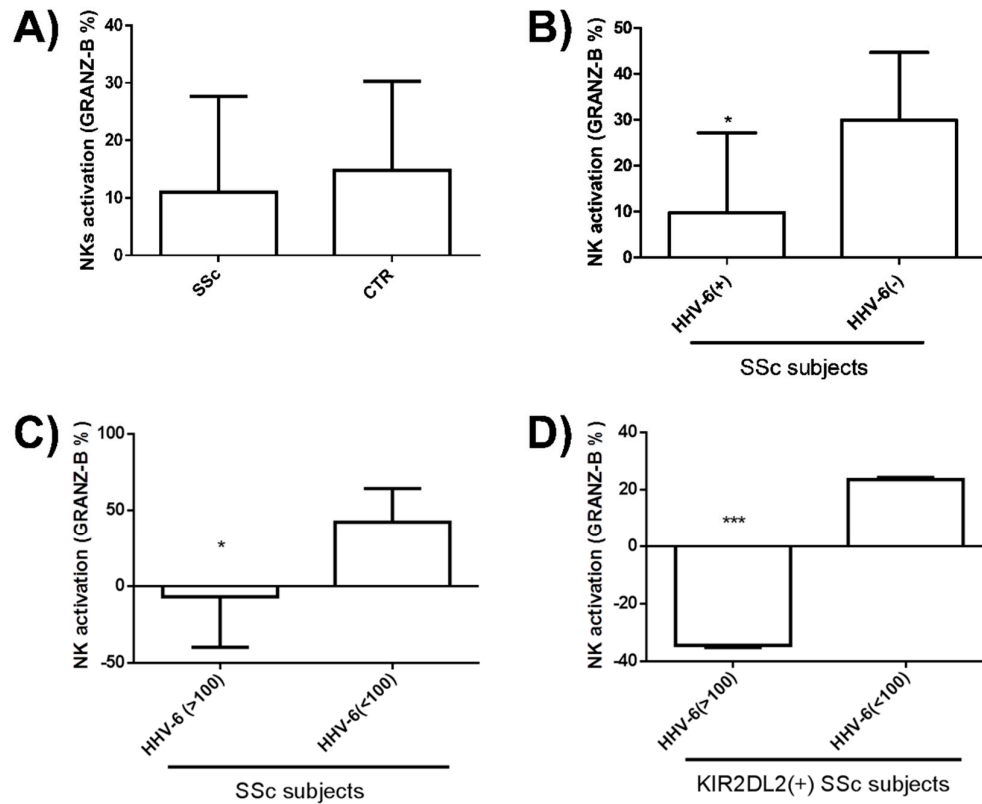 A)
NKs activation (GRANZ-B %)
40
30
20
10
0
SSc
CTR
B)
NK activation (GRANZ-B %)
50
40
30
20
10
0
*
HHV-6(+)
HHV-6(-)
SSc subjects
C)
NK activation (GRANZ-B % )
100
50
0
-50
*
HHV-6 (>100)
HHV-6(<100)
SSc subjects
D)
NK activation (GRANZ-B %)
40
20
0
-20
-40
***
HHV-6(>100)
HHV-6(<100)
KIR2DL2(+) SSc subjects